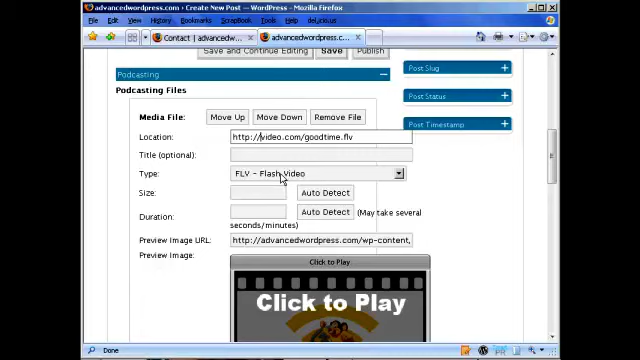 advancedwordpress.com › Create New Post — WordPress - Mozilla Firefox
File Edit View History Bookmarks ScrapBook Tools del.icio.us Help
Contact | advancedwordpress....
advancedwordpress.com › C...
Save and Continue Editing Save Publish
Podcasting
Post Slug
Post Status
Post Timestamp
Podcasting Files
Media File: Move Up Move Down Remove File
Location: http://video.com/goodtime.flv
Title (optional):
Type: FLV - Flash Video
Size: Auto Detect
Duration: Auto Detect (May take several
seconds/minutes)
Preview Image URL: http://advancedwordpress.com/wp-content,
Preview Image:
Click to Play
Click to Play
Done